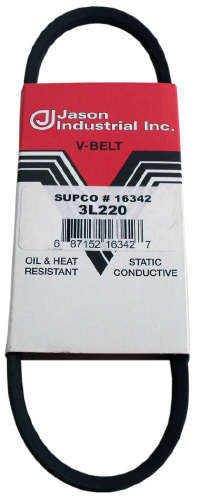 Jason
Industrial Inc.
V-BELT
SUPCO # 16342
3L220
6 87152 16342 7
OIL & HEAT STATIC
RESISTANT CONDUCTIVE